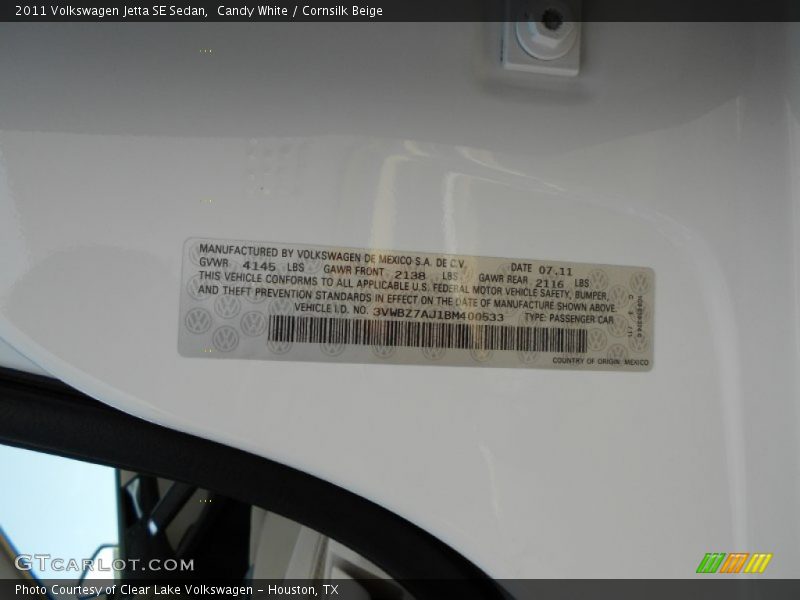 2011 Volkswagen Jetta SE Sedan,  Candy White / Cornsilk Beige
MANUFACTURED BY VOLKSWAGEN DE MEXICO S.A. DE C.V.  DATE 07.11
GVWR 4145 LBS  GAWR FRONT 2138 LBS  GAWR REAR 2116 LBS
THIS VEHICLE CONFORMS TO ALL APPLICABLE U.S. FEDERAL MOTOR VEHICLE SAFETY, BUMPER,
AND THEFT PREVENTION STANDARDS IN EFFECT ON THE DATE OF MANUFACTURE SHOWN ABOVE.
VEHICLE I.D. NO. 3VWBZ7AJ1BM400533  TYPE: PASSENGER CAR
COUNTRY OF ORIGIN: MEXICO
GTCARLOT.COM
Photo Courtesy of Clear Lake Volkswagen - Houston, TX